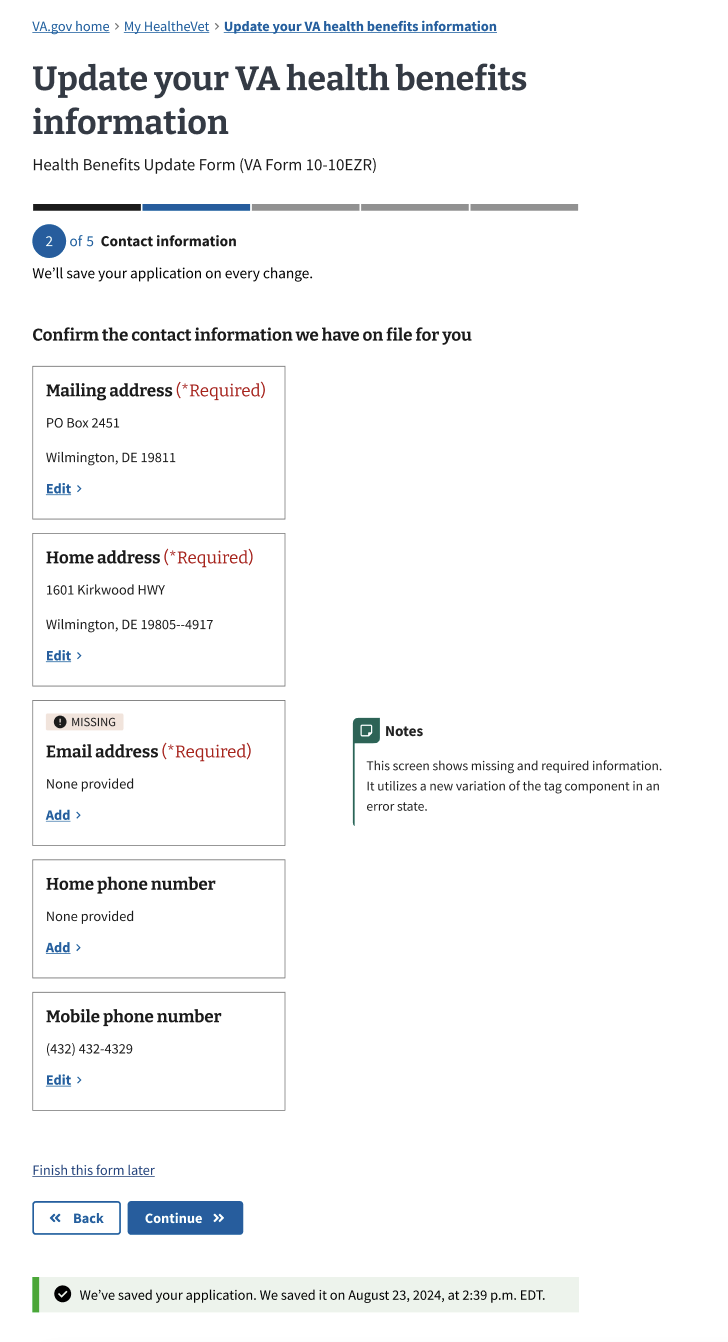 VA.gov home > My HealtheVet > Update your VA health benefits information
Update your VA health benefits
information
Health Benefits Update Form (VA Form 10-10EZR)
2 of 5 Contact information
We’ll save your application on every change.
Confirm the contact information we have on file for you
Mailing address (*Required)
PO Box 2451
Wilmington, DE 19811
Edit >
Home address (*Required)
1601 Kirkwood HWY
Wilmington, DE 19805--4917
Edit >
MISSING
Email address (*Required)
None provided
Add >
Notes
This screen shows missing and required information.
It utilizes a new variation of the tag component in an
error state.
Home phone number
None provided
Add >
Mobile phone number
(432) 432-4329
Edit >
Finish this form later
« Back
Continue »
We’ve saved your application. We saved it on August 23, 2024, at 2:39 p.m. EDT.